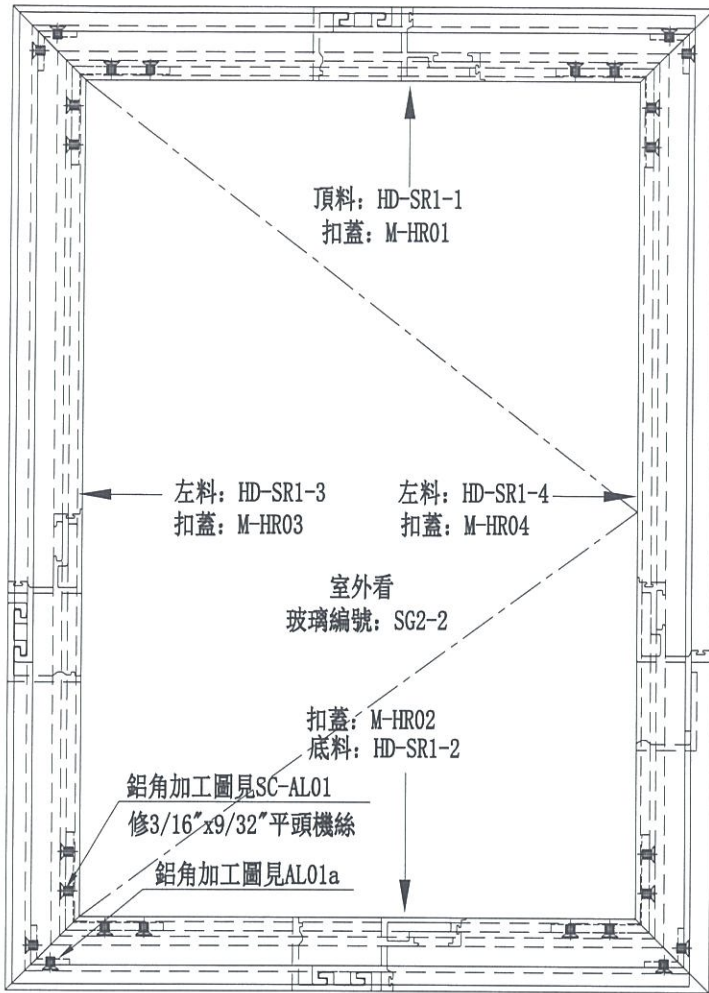 頂料: HD-SR1-1
扣蓋: M-HR01
左料: HD-SR1-3
扣蓋: M-HR03
左料: HD-SR1-4
扣蓋: M-HR04
室外看
玻璃編號: SG2-2
扣蓋: M-HR02
底料: HD-SR1-2
鋁角加工圖見SC-AL01
修3/16"x9/32"平頭機絲
鋁角加工圖見AL01a